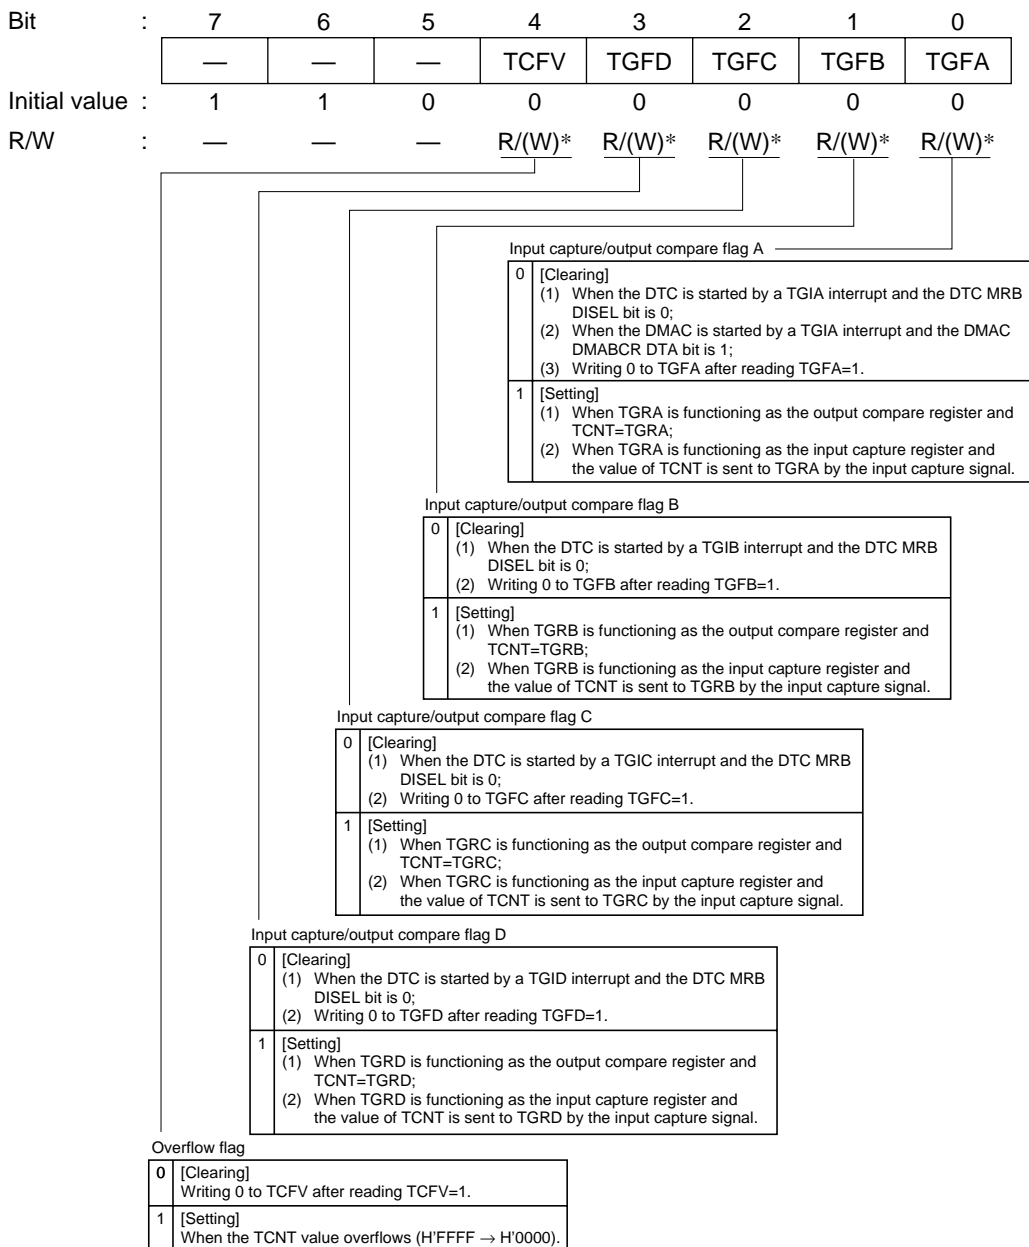 Bit : 7 6 5 4 3 2 1 0
— — — TCFV TGFD TGFC TGFB TGFA
Initial value : 1 1 0 0 0 0 0 0
R/W : — — — R/(W)* R/(W)* R/(W)* R/(W)* R/(W)*
Input capture/output compare flag A
0 [Clearing]
(1) When the DTC is started by a TGIA interrupt and the DTC MRB
DISEL bit is 0;
(2) When the DMAC is started by a TGIA interrupt and the DMAC
DMABCR DTA bit is 1;
(3) Writing 0 to TGFA after reading TGFA=1.
1 [Setting]
(1) When TGRA is functioning as the output compare register and
TCNT=TGRA;
(2) When TGRA is functioning as the input capture register and
the value of TCNT is sent to TGRA by the input capture signal.
Input capture/output compare flag B
0 [Clearing]
(1) When the DTC is started by a TGIB interrupt and the DTC MRB
DISEL bit is 0;
(2) Writing 0 to TGFB after reading TGFB=1.
1 [Setting]
(1) When TGRB is functioning as the output compare register and
TCNT=TGRB;
(2) When TGRB is functioning as the input capture register and
the value of TCNT is sent to TGRB by the input capture signal.
Input capture/output compare flag C
0 [Clearing]
(1) When the DTC is started by a TGIC interrupt and the DTC MRB
DISEL bit is 0;
(2) Writing 0 to TGFC after reading TGFC=1.
1 [Setting]
(1) When TGRC is functioning as the output compare register and
TCNT=TGRC;
(2) When TGRC is functioning as the input capture register and
the value of TCNT is sent to TGRC by the input capture signal.
Input capture/output compare flag D
0 [Clearing]
(1) When the DTC is started by a TGID interrupt and the DTC MRB
DISEL bit is 0;
(2) Writing 0 to TGFD after reading TGFD=1.
1 [Setting]
(1) When TGRD is functioning as the output compare register and
TCNT=TGRD;
(2) When TGRD is functioning as the input capture register and
the value of TCNT is sent to TGRD by the input capture signal.
Overflow flag
0 [Clearing]
Writing 0 to TCFV after reading TCFV=1.
1 [Setting]
When the TCNT value overflows (H'FFFF → H'0000).